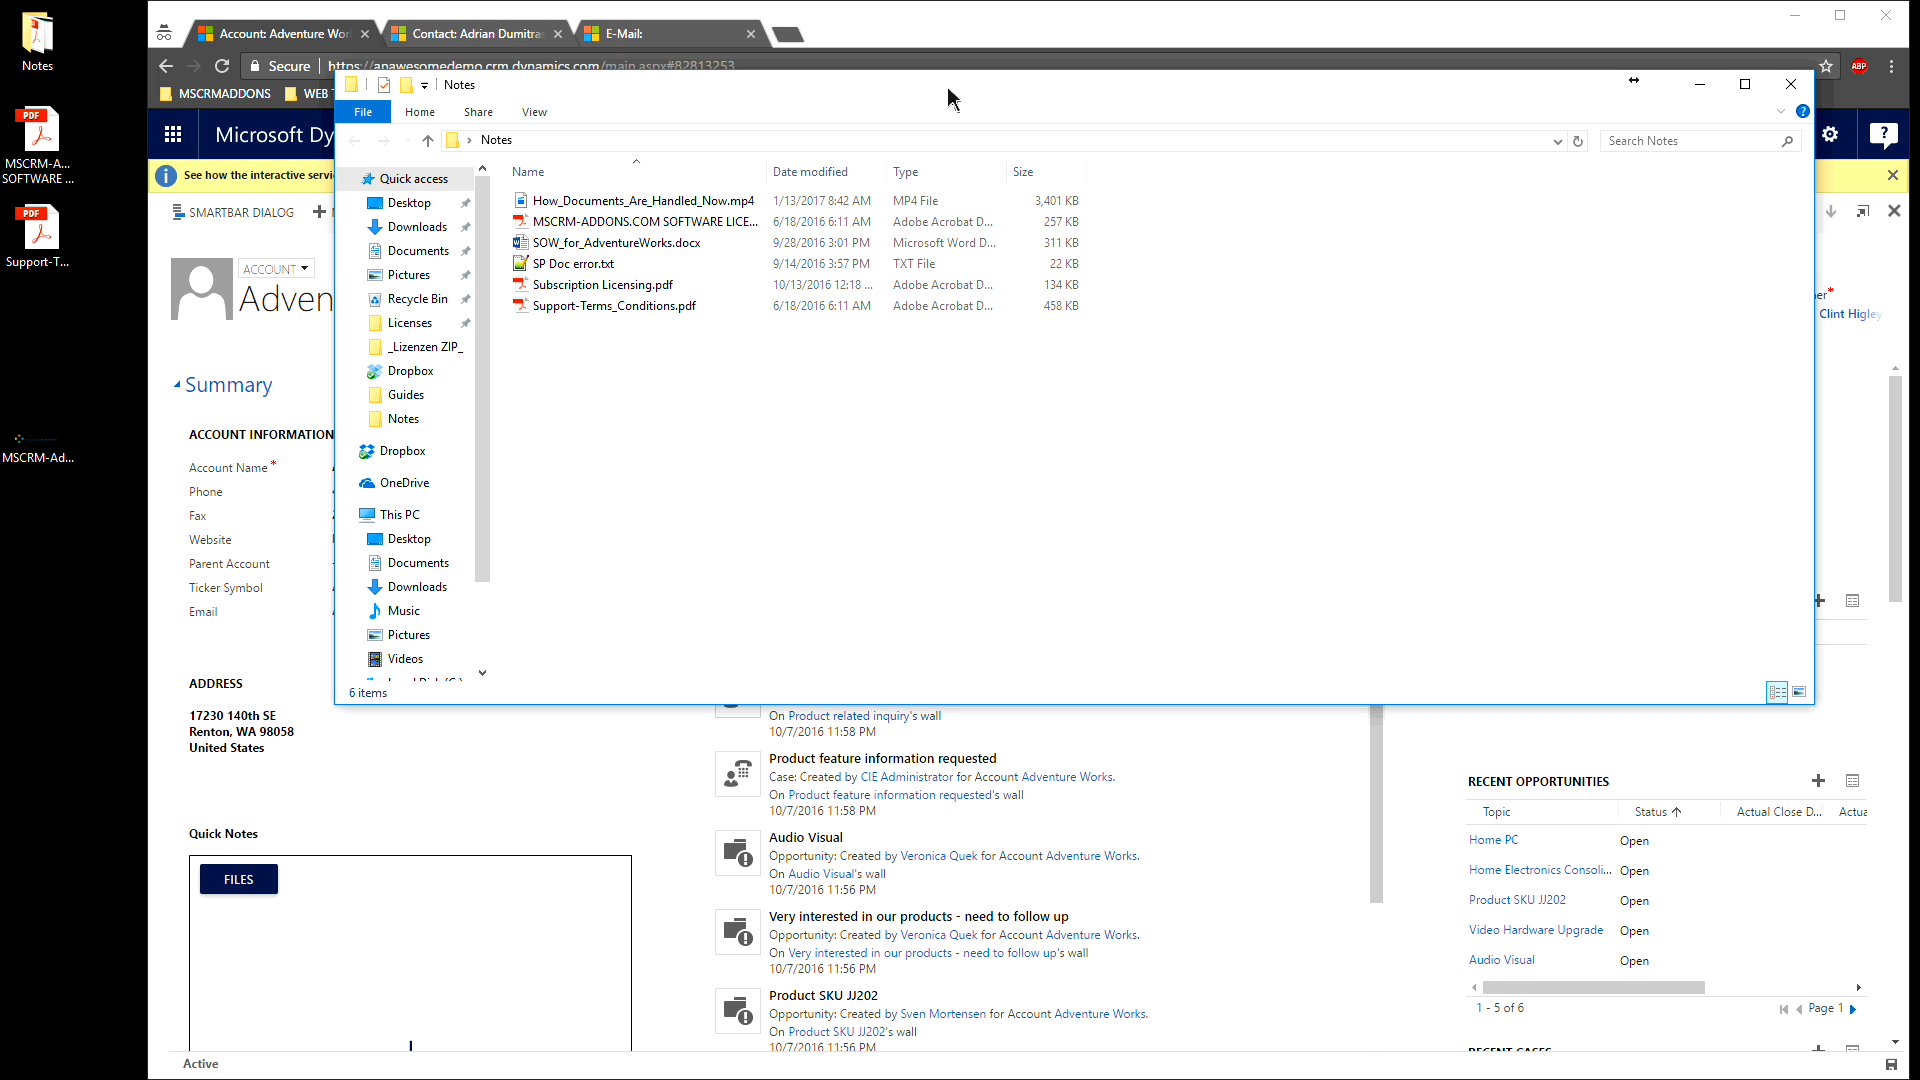 Notes
PDF
MSCRM-A...
SOFTWARE ...
PDF
Support-T...
MSCRM-Ad...
Account: Adventure Wor
Contact: Adrian Dumitras
E-Mail:
Secure
https://anawesomedemo.crm.dynamics.com/main.aspx#82813253
ABP
MSCRMADDONS
WEB
Microsoft Dy
See how the interactive servi
SMARTBAR DIALOG
ACCOUNT
Adven
Clint Higley
Summary
ACCOUNT INFORMATION
Account Name*
Phone
Fax
Website
Parent Account
Ticker Symbol
Email
ADDRESS
17230 140th SE
Renton, WA 98058
United States
Quick Notes
FILES
Active
Notes
File
Home
Share
View
Notes
Search Notes
Quick access
Desktop
Downloads
Documents
Pictures
Recycle Bin
Licenses
_Lizenzen ZIP_
Dropbox
Guides
Notes
Dropbox
OneDrive
This PC
Desktop
Documents
Downloads
Music
Pictures
Videos
Name Date modified Type Size
How_Documents_Are_Handled_Now.mp4 1/13/2017 8:42 AM MP4 File 3,401 KB
MSCRM-ADDONS.COM SOFTWARE LICE... 6/18/2016 6:11 AM Adobe Acrobat D... 257 KB
SOW_for_AdventureWorks.docx 9/28/2016 3:01 PM Microsoft Word D... 311 KB
SP Doc error.txt 9/14/2016 3:57 PM TXT File 22 KB
Subscription Licensing.pdf 10/13/2016 12:18 ... Adobe Acrobat D... 134 KB
Support-Terms_Conditions.pdf 6/18/2016 6:11 AM Adobe Acrobat D... 458 KB
6 items
On Product related inquiry's wall
10/7/2016 11:58 PM
Product feature information requested
Case: Created by CIE Administrator for Account Adventure Works.
On Product feature information requested's wall
10/7/2016 11:58 PM
Audio Visual
Opportunity: Created by Veronica Quek for Account Adventure Works.
On Audio Visual's wall
10/7/2016 11:56 PM
Very interested in our products - need to follow up
Opportunity: Created by Veronica Quek for Account Adventure Works.
On Very interested in our products - need to follow up's wall
10/7/2016 11:56 PM
Product SKU JJ202
Opportunity: Created by Sven Mortensen for Account Adventure Works.
On Product SKU JJ202's wall
10/7/2016 11:56 PM
RECENT OPPORTUNITIES
Topic Status Actual Close D... Actua
Home PC Open
Home Electronics Consoli... Open
Product SKU JJ202 Open
Video Hardware Upgrade Open
Audio Visual Open
1 - 5 of 6
Page 1
RECENT CASES